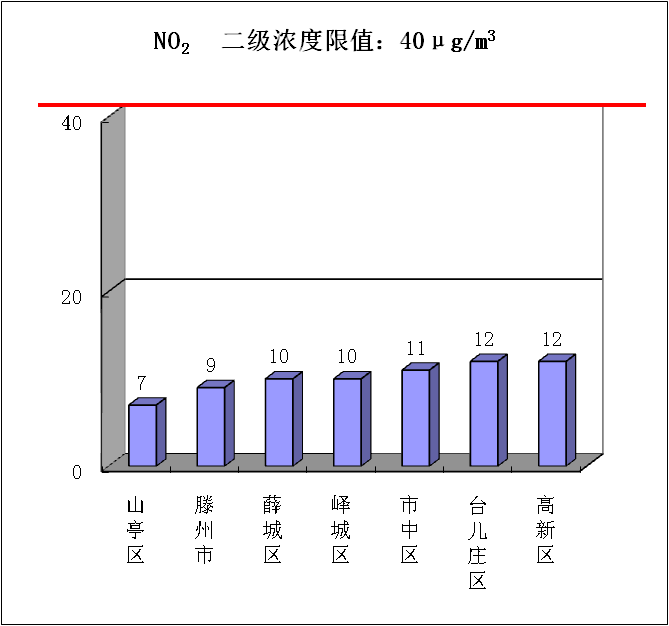 NO₂ 二级浓度限值: 40μg/m³
40
20
0
7
9
10
10
11
12
12
山亭区
滕州市
薛城区
峄城区
市中区
台儿庄区
高新区